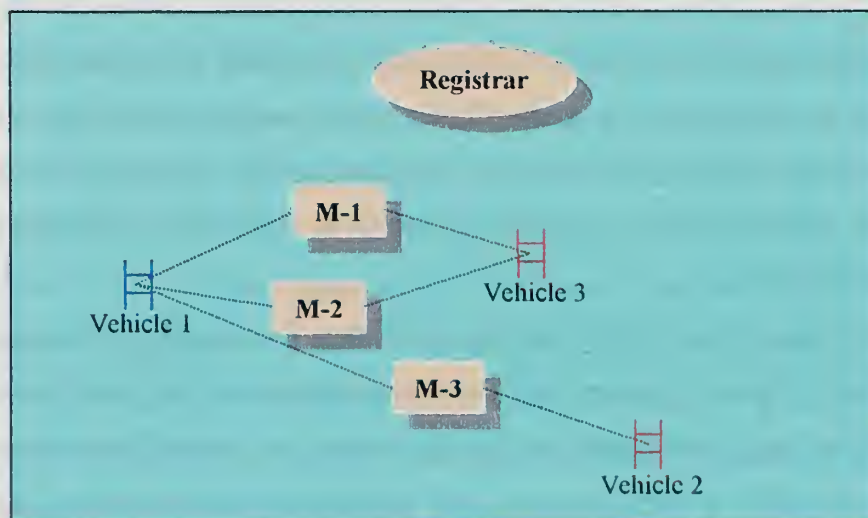 Registrar
M-1
Vehicle 3
Vehicle 1
M-2
M-3
Vehicle 2